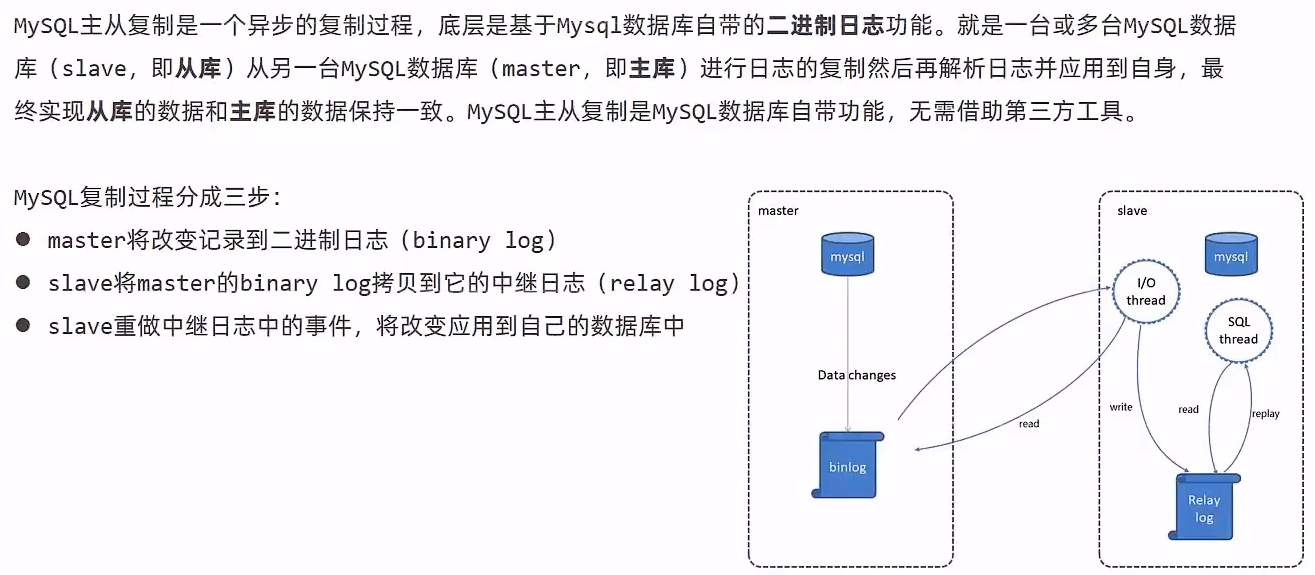 MySQL主从复制是一个异步的复制过程，底层是基于Mysql数据库自带的二进制日志功能。就是一台或多台MySQL数据
库（slave，即从库）从另一台MySQL数据库（master，即主库）进行日志的复制然后再解析日志并应用到自身，最
终实现从库的数据和主库的数据保持一致。MySQL主从复制是MySQL数据库自带功能，无需借助第三方工具。
MySQL复制过程分成三步：
● master将改变记录到二进制日志（binary log）
● slave将master的binary log拷贝到它的中继日志（relay log）
● slave重做中继日志中的事件，将改变应用到自己的数据库中
master
mysql
Data changes
binlog
read
slave
mysql
I/O
thread
SQL
thread
write
read
replay
Relay
log